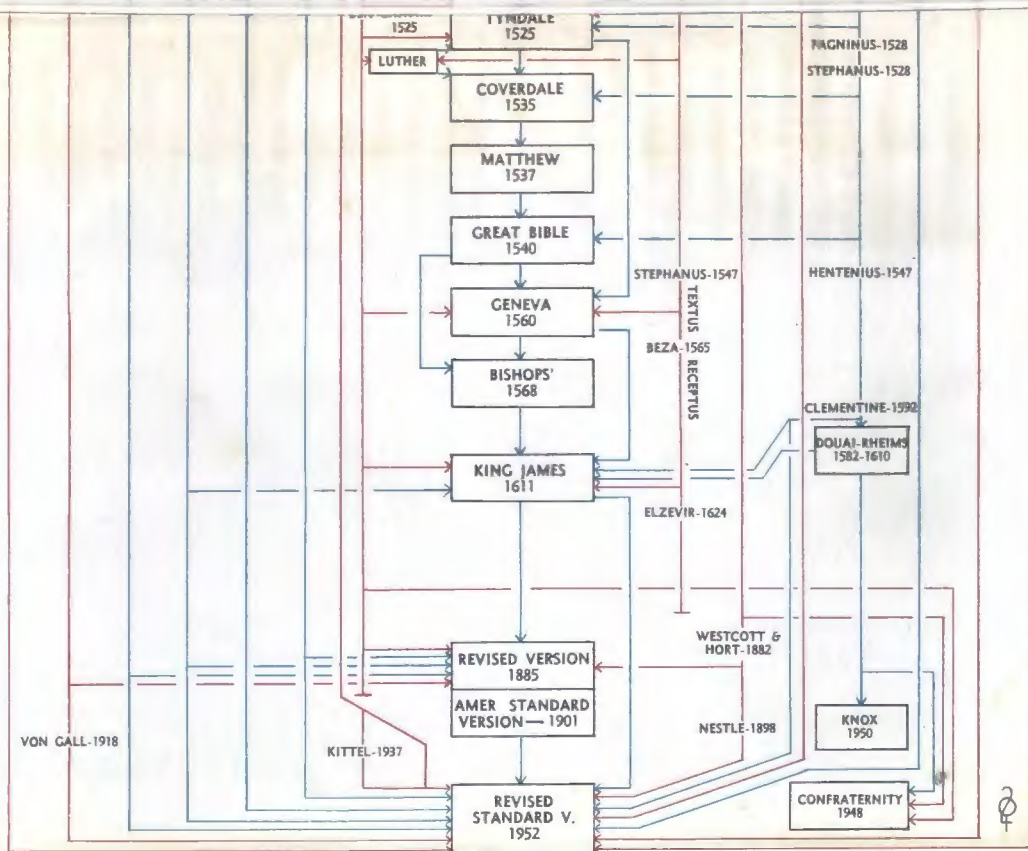 1525
TYNDALE
1525
LUTHER
PAGNINUS-1528
STEPHANUS-1528
COVERDALE
1535
MATTHEW
1537
GREAT BIBLE
1540
STEPHANUS-1547
HENTENIUS-1547
GENEVA
1560
TEXTUS RECEPTUS
BEZA-1565
BISHOPS'
1568
CLEMENTINE-1592
DOUAI-RHEIMS
1582-1610
KING JAMES
1611
ELZEVIR-1624
WESTCOTT &
HORT-1882
REVISED VERSION
1885
AMER STANDARD
VERSION—1901
NESTLE-1898
KNOX
1950
VON GALL-1918
KITTEL-1937
REVISED
STANDARD V.
1952
CONFRATERNITY
1948